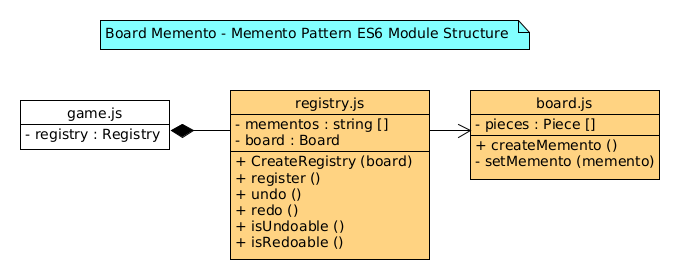 Board Memento - Memento Pattern ES6 Module Structure
game.js
- registry : Registry
registry.js
- mementos : string []
- board : Board
+ CreateRegistry (board)
+ register ()
+ undo ()
+ redo ()
+ isUndoable ()
+ isRedoable ()
board.js
- pieces : Piece []
+ createMemento ()
- setMemento (memento)